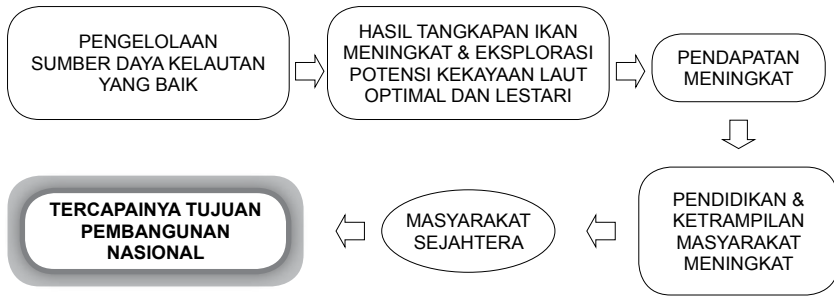 PENGELOLAAN
SUMBER DAYA KELAUTAN
YANG BAIK
HASIL TANGKAPAN IKAN
MENINGKAT & EKSPLORASI
POTENSI KEKAYAAN LAUT
OPTIMAL DAN LESTARI
PENDAPATAN
MENINGKAT
PENDIDIKAN &
KETRAMPILAN
MASYARAKAT
MENINGKAT
MASYARAKAT
SEJAHTERA
TERCAPAINYA TUJUAN
PEMBANGUNAN
NASIONAL